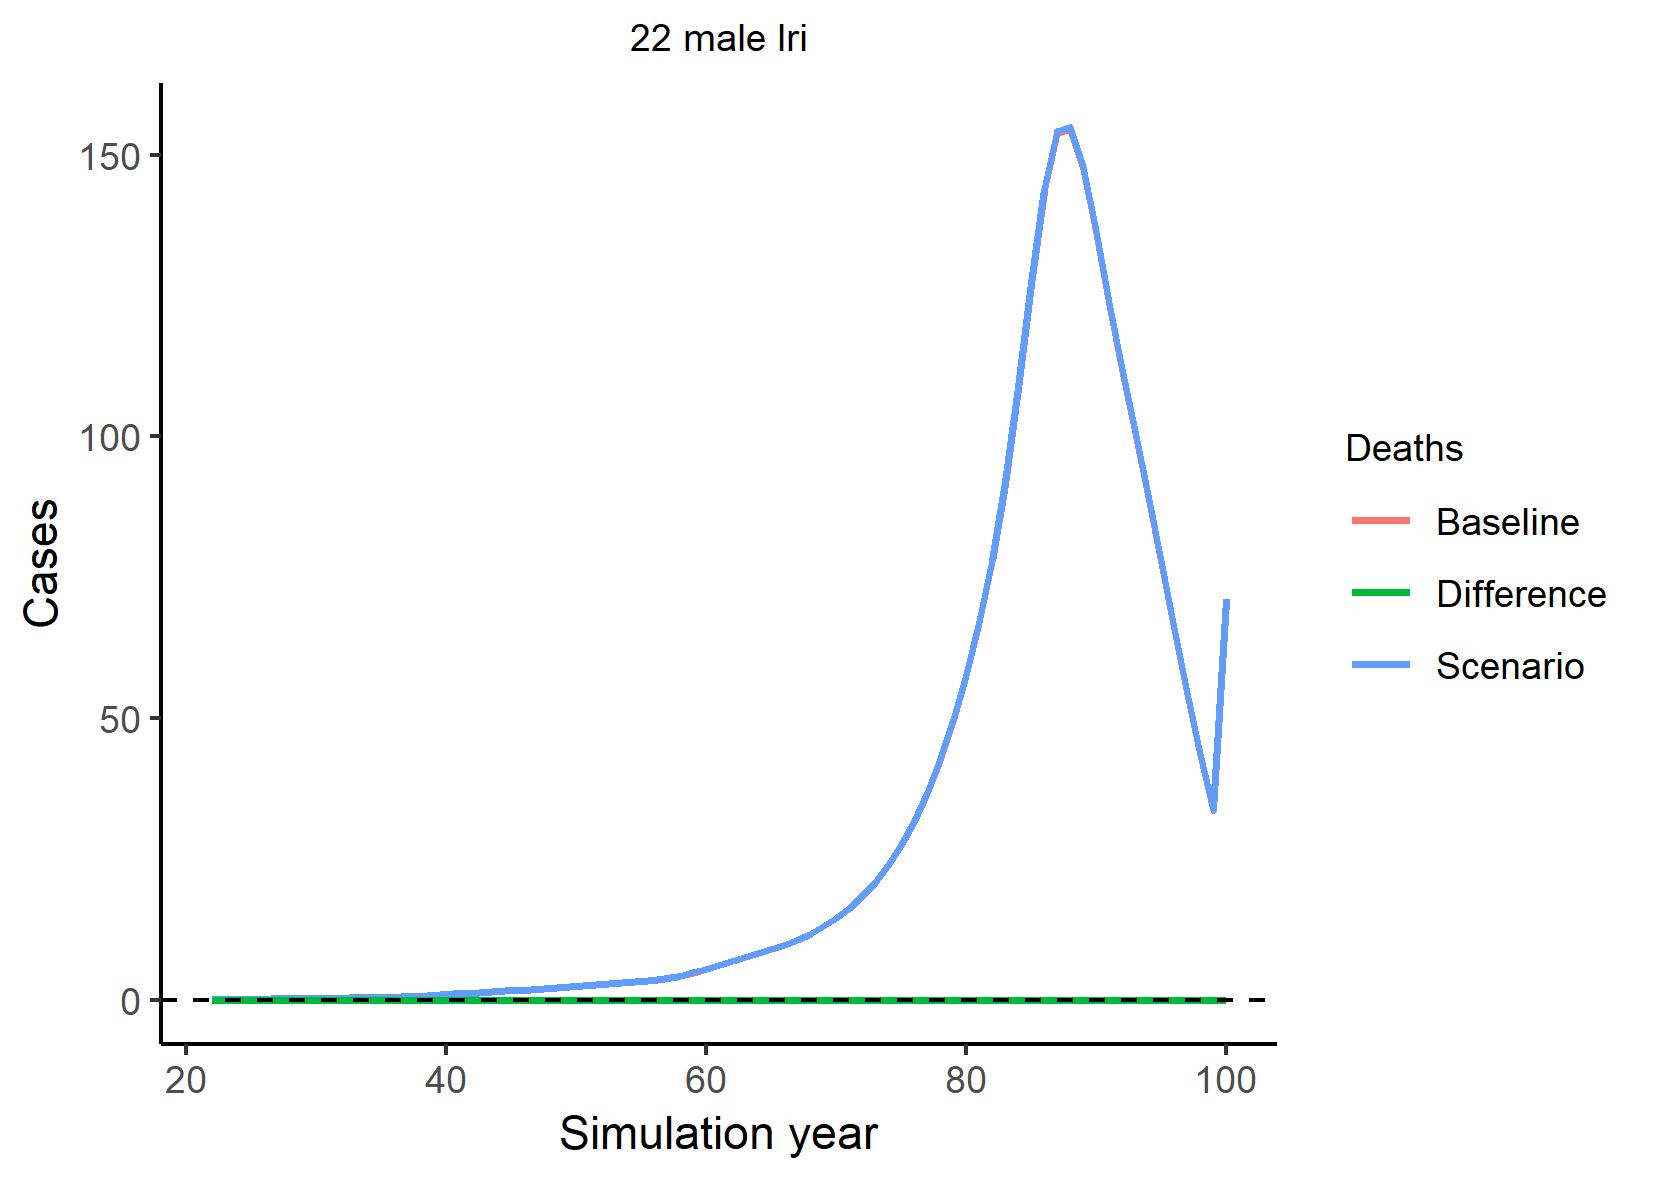 22 male lri
150
100
50
0
Cases
20 40 60 80 100
Simulation year
Deaths
Baseline
Difference
Scenario